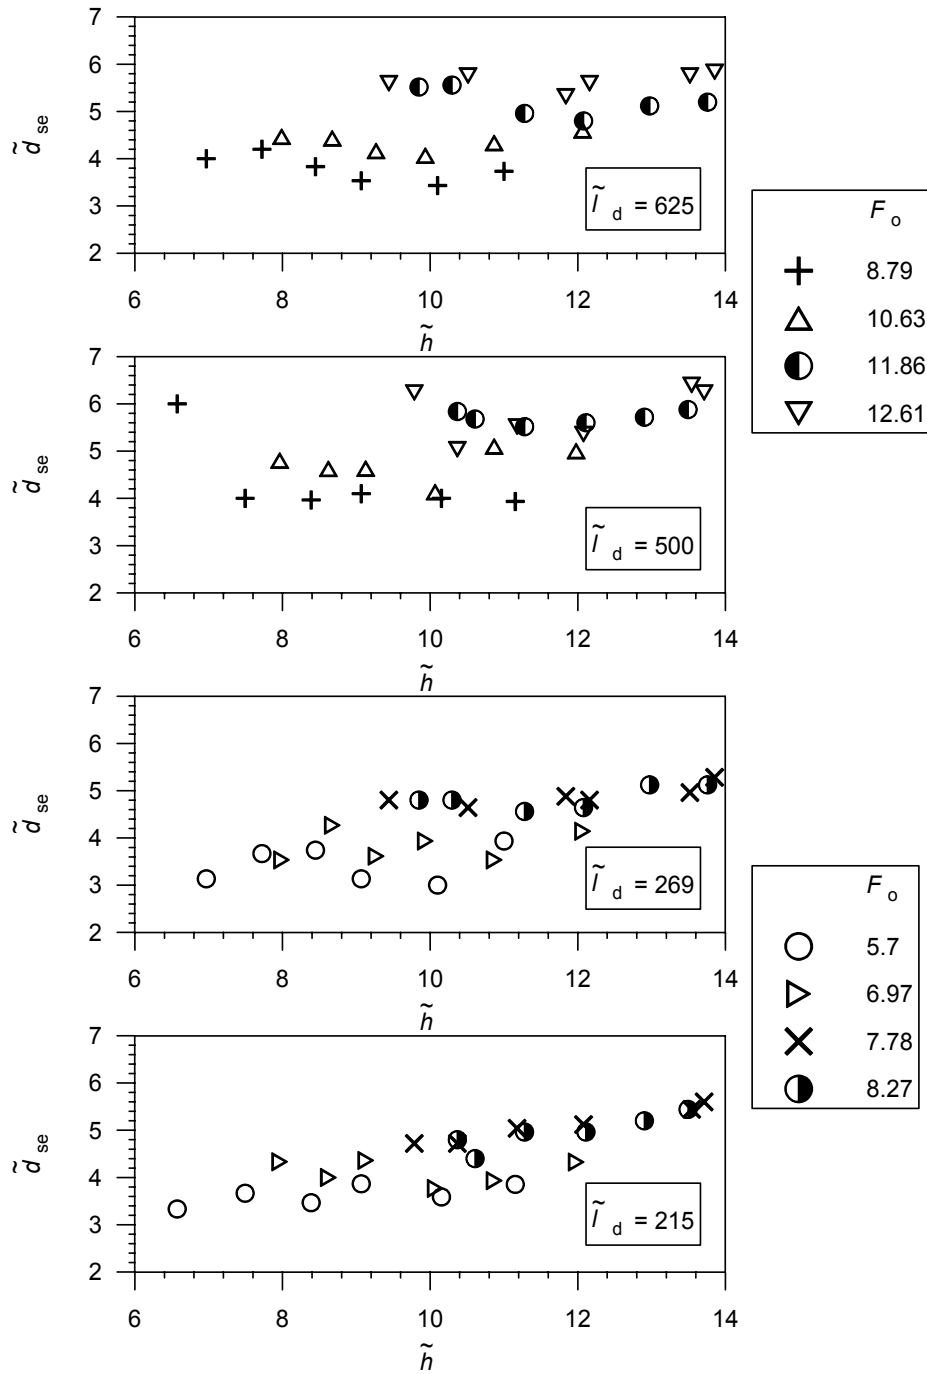 7
6
5
4
3
2
d̃ se
6 8 10 12 14
h̃
l̃ d = 625
F o
8.79
10.63
11.86
12.61
7
6
5
4
3
2
d̃ se
6 8 10 12 14
h̃
l̃ d = 500
7
6
5
4
3
2
d̃ se
6 8 10 12 14
h̃
l̃ d = 269
F o
5.7
6.97
7.78
8.27
7
6
5
4
3
2
d̃ se
6 8 10 12 14
h̃
l̃ d = 215